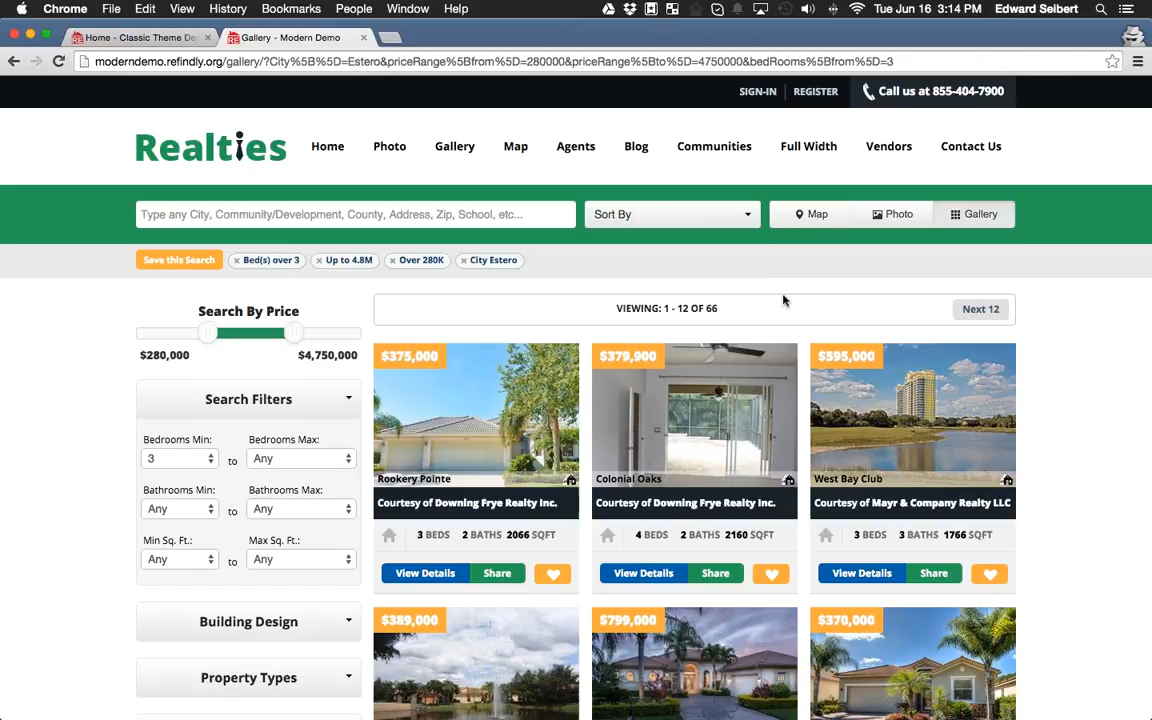 Chrome File Edit View History Bookmarks People Window Help Tue Jun 16 3:14 PM Edward Seibert
Home - Classic Theme De
Gallery - Modern Demo
moderndemo.refindly.org/gallery/?City%5B%5D=Estero&priceRange%5Bfrom%5D=280000&priceRange%5Bto%5D=4750000&bedRooms%5Bfrom%5D=3
SIGN-IN REGISTER Call us at 855-404-7900
Realties Home Photo Gallery Map Agents Blog Communities Full Width Vendors Contact Us
Type any City, Community/Development, County, Address, Zip, School, etc... Sort By Map Photo Gallery
Save this Search × Bed(s) over 3 × Up to 4.8M × Over 280K × City Estero
Search By Price
$280,000 $4,750,000
Search Filters
Bedrooms Min: Bedrooms Max:
3 to Any
Bathrooms Min: Bathrooms Max:
Any to Any
Min Sq. Ft.: Max Sq. Ft.:
Any to Any
Building Design
Property Types
VIEWING: 1 - 12 OF 66 Next 12
$375,000 $379,900 $595,000
Rookery Pointe Colonial Oaks West Bay Club
Courtesy of Downing Frye Realty Inc. Courtesy of Downing Frye Realty Inc. Courtesy of Mayr & Company Realty LLC
3 BEDS 2 BATHS 2066 SQFT 4 BEDS 2 BATHS 2160 SQFT 3 BEDS 3 BATHS 1766 SQFT
View Details Share View Details Share View Details Share
$389,000 $799,000 $370,000